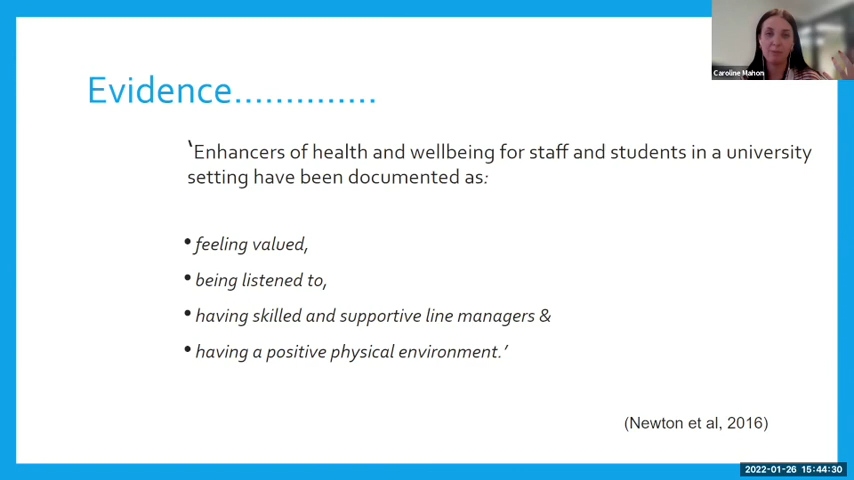 Caroline Mahon
Evidence..............
‘Enhancers of health and wellbeing for staff and students in a university
setting have been documented as:
• feeling valued,
• being listened to,
• having skilled and supportive line managers &
• having a positive physical environment.’
(Newton et al, 2016)
2022-01-26 15:44:30